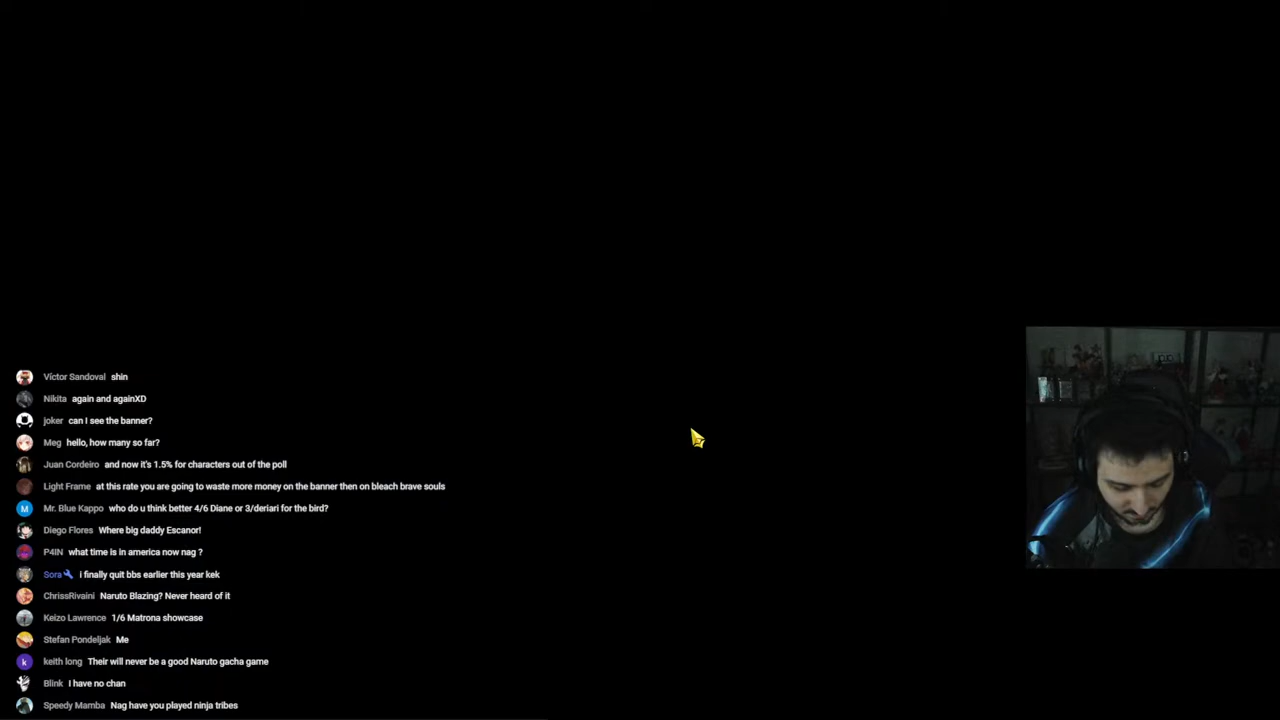 Víctor Sandoval shin
Nikita again and againXD
joker can I see the banner?
Meg hello, how many so far?
Juan Cordeiro and now it's 1.5% for characters out of the poll
Light Frame at this rate you are going to waste more money on the banner then on bleach brave souls
M Mr. Blue Kappo who do u think better 4/6 Diane or 3/deriari for the bird?
Diego Flores Where big daddy Escanor!
P4IN what time is in america now nag ?
Sora i finally quit bbs earlier this year kek
ChrissRivaini Naruto Blazing? Never heard of it
Keizo Lawrence 1/6 Matrona showcase
Stefan Pondeljak Me
k keith long Their will never be a good Naruto gacha game
Blink I have no chan
Speedy Mamba Nag have you played ninja tribes